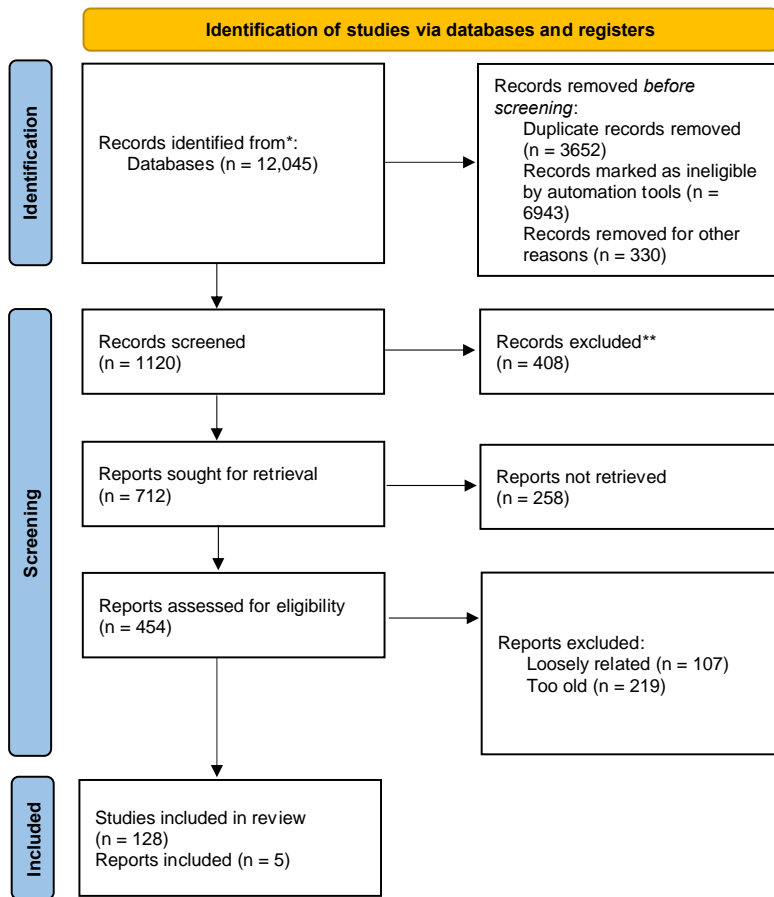 Identification of studies via databases and registers
Identification
Records identified from*:
Databases (n = 12,045)
Records removed before
screening:
Duplicate records removed
(n = 3652)
Records marked as ineligible
by automation tools (n =
6943)
Records removed for other
reasons (n = 330)
Screening
Records screened
(n = 1120)
Records excluded**
(n = 408)
Reports sought for retrieval
(n = 712)
Reports not retrieved
(n = 258)
Reports assessed for eligibility
(n = 454)
Reports excluded:
Loosely related (n = 107)
Too old (n = 219)
Included
Studies included in review
(n = 128)
Reports included (n = 5)